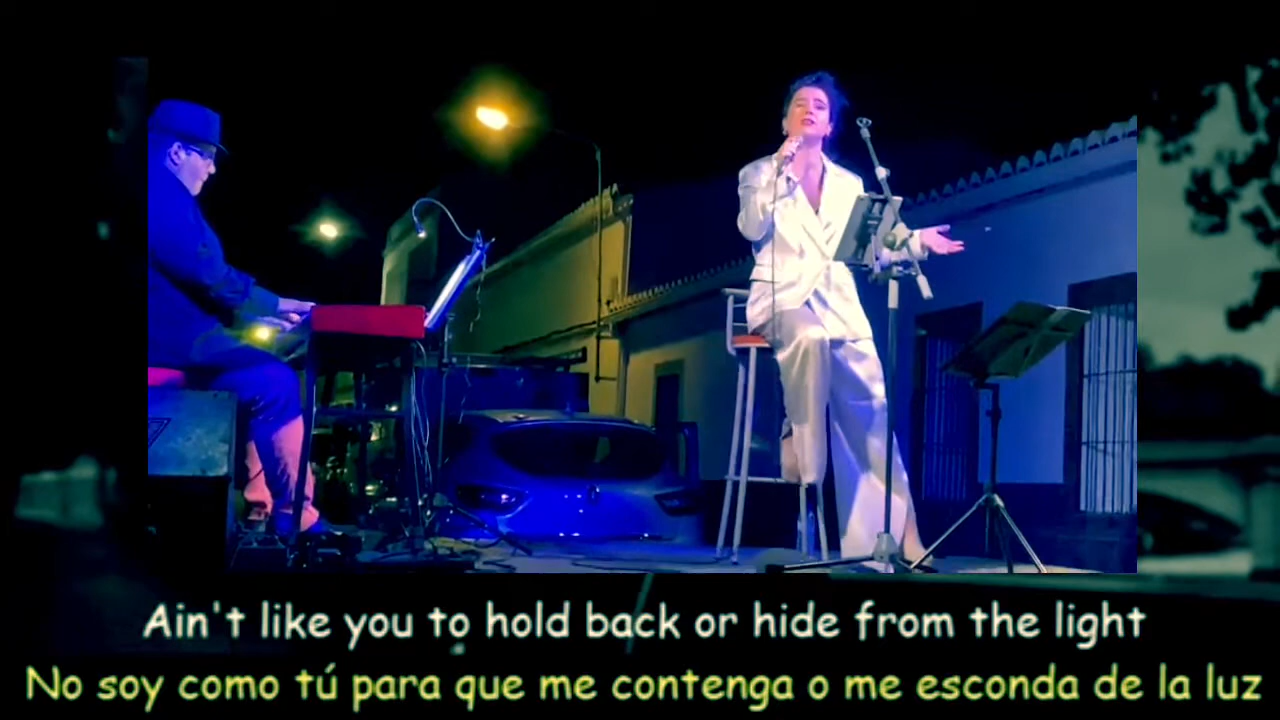 Ain't like you to hold back or hide from the light
No soy como tú para que me contenga o me esconda de la luz